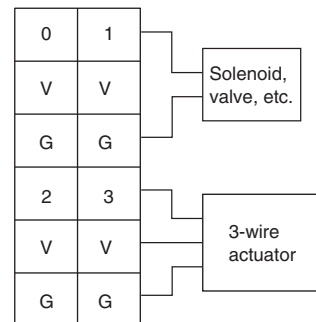 0 1
V V
G G
2 3
V V
G G
Solenoid,
valve, etc.
3-wire
actuator